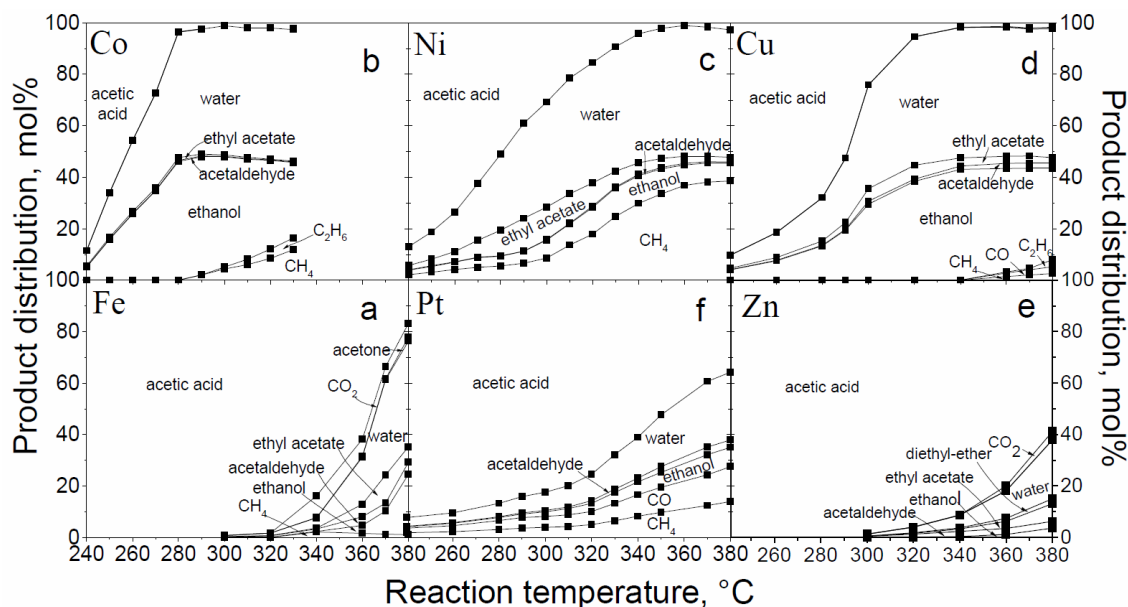 Product distribution, mol%
100
80
60
40
20
100
80
60
40
20
0
Co
b
acetic
acid
water
ethyl acetate
acetaldehyde
ethanol
C2H6
CH4
Ni
c
acetic acid
water
acetaldehyde
ethyl acetate
ethanol
CH4
Cu
d
acetic acid
water
ethyl acetate
acetaldehyde
ethanol
C2H6
CO
CH4
100
80
60
40
20
100
80
60
40
20
0
Product distribution, mol%
Fe
a
acetic acid
acetone
CO2
water
ethyl acetate
acetaldehyde
ethanol
CH4
Pt
f
acetic acid
water
acetaldehyde
ethanol
CO
CH4
Zn
e
acetic acid
CO2
diethyl-ether
ethyl acetate
water
ethanol
acetaldehyde
240 260 280 300 320 340 360 380 260 280 300 320 340 360 380 260 280 300 320 340 360 380
Reaction temperature, °C